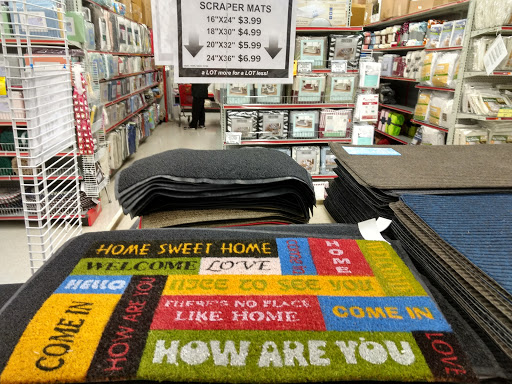 SCRAPER MATS
16"X24" $3.99
18"X30" $4.99
20"X32" $5.99
24"X36" $6.99
a LOT more for a LOT less!
HOME SWEET HOME
WELCOME
LOVE
HOME
HELLO
NICE TO SEE YOU
COME IN
HOW ARE YOU
THERE'S NO PLACE
LIKE HOME
COME IN
HOW ARE YOU
LOVE